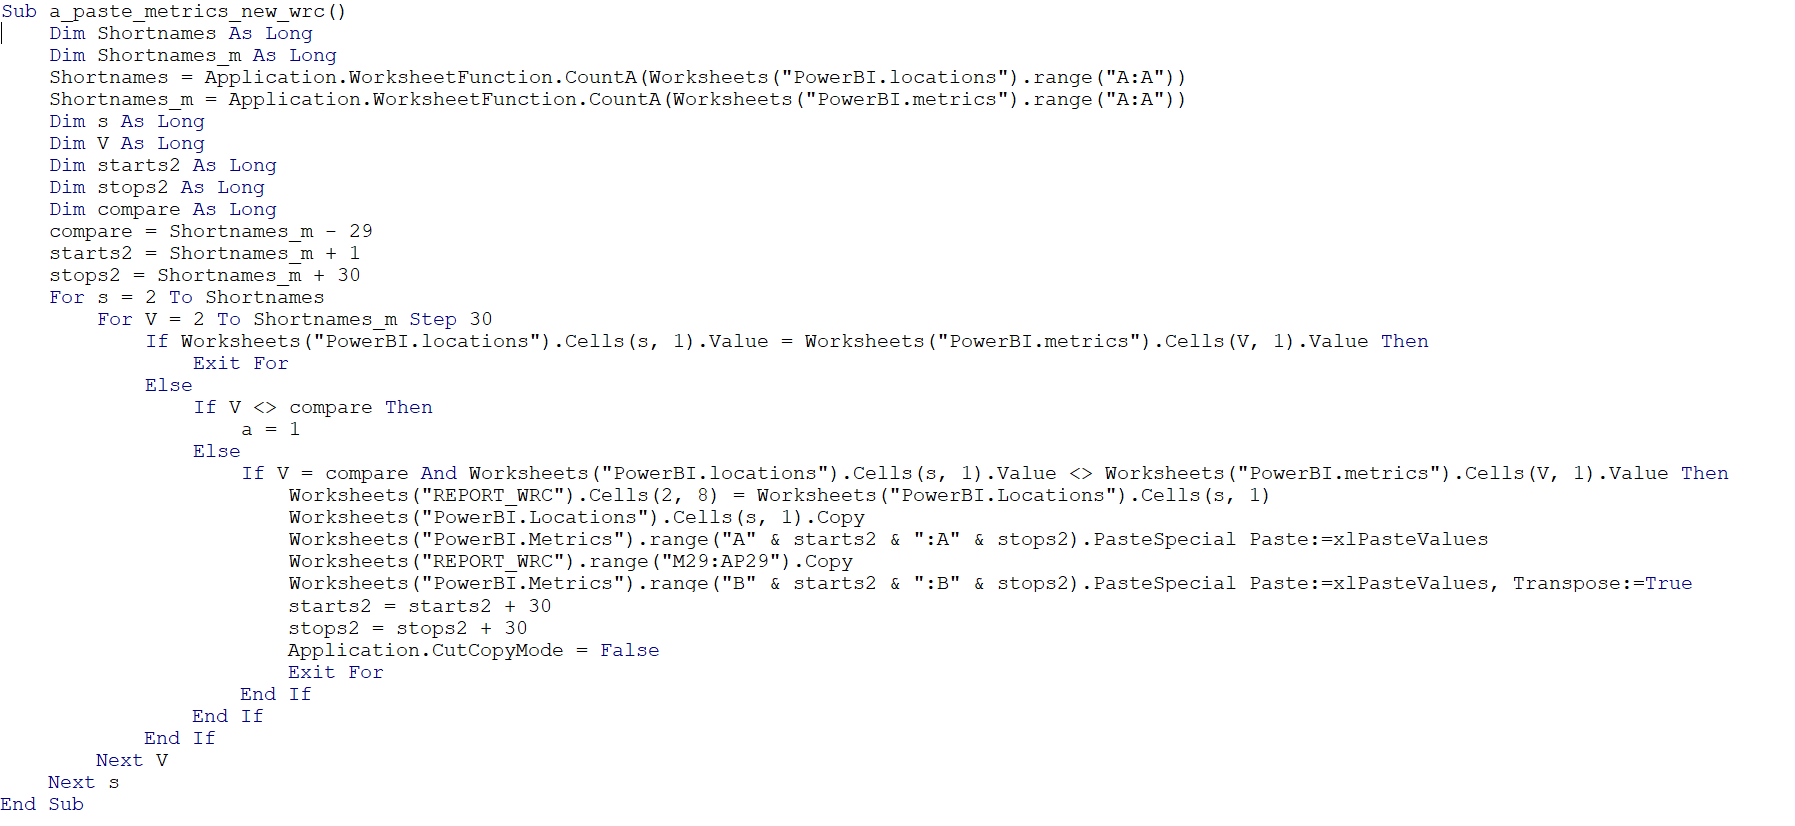 Sub a_paste_metrics_new_wrc()
    Dim Shortnames As Long
    Dim Shortnames_m As Long
    Shortnames = Application.WorksheetFunction.CountA(Worksheets("PowerBI.locations").range("A:A"))
    Shortnames_m = Application.WorksheetFunction.CountA(Worksheets("PowerBI.metrics").range("A:A"))
    Dim s As Long
    Dim V As Long
    Dim starts2 As Long
    Dim stops2 As Long
    Dim compare As Long
    compare = Shortnames_m - 29
    starts2 = Shortnames_m + 1
    stops2 = Shortnames_m + 30
    For s = 2 To Shortnames
        For V = 2 To Shortnames_m Step 30
            If Worksheets("PowerBI.locations").Cells(s, 1).Value = Worksheets("PowerBI.metrics").Cells(V, 1).Value Then
                Exit For
            Else
                If V <> compare Then
                    a = 1
                Else
                    If V = compare And Worksheets("PowerBI.locations").Cells(s, 1).Value <> Worksheets("PowerBI.metrics").Cells(V, 1).Value Then
                        Worksheets("REPORT_WRC").Cells(2, 8) = Worksheets("PowerBI.Locations").Cells(s, 1)
                        Worksheets("PowerBI.Locations").Cells(s, 1).Copy
                        Worksheets("PowerBI.Metrics").range("A" & starts2 & ":A" & stops2).PasteSpecial Paste:=xlPasteValues
                        Worksheets("REPORT_WRC").range("M29:AP29").Copy
                        Worksheets("PowerBI.Metrics").range("B" & starts2 & ":B" & stops2).PasteSpecial Paste:=xlPasteValues, Transpose:=True
                        starts2 = starts2 + 30
                        stops2 = stops2 + 30
                        Application.CutCopyMode = False
                        Exit For
                    End If
                End If
            End If
        Next V
    Next s
End Sub